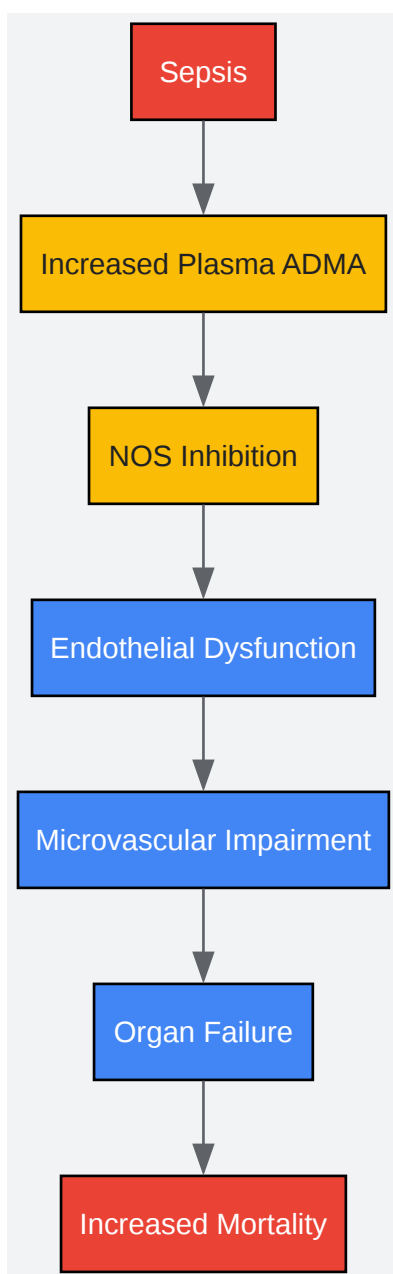 Sepsis
Increased Plasma ADMA
NOS Inhibition
Endothelial Dysfunction
Microvascular Impairment
Organ Failure
Increased Mortality